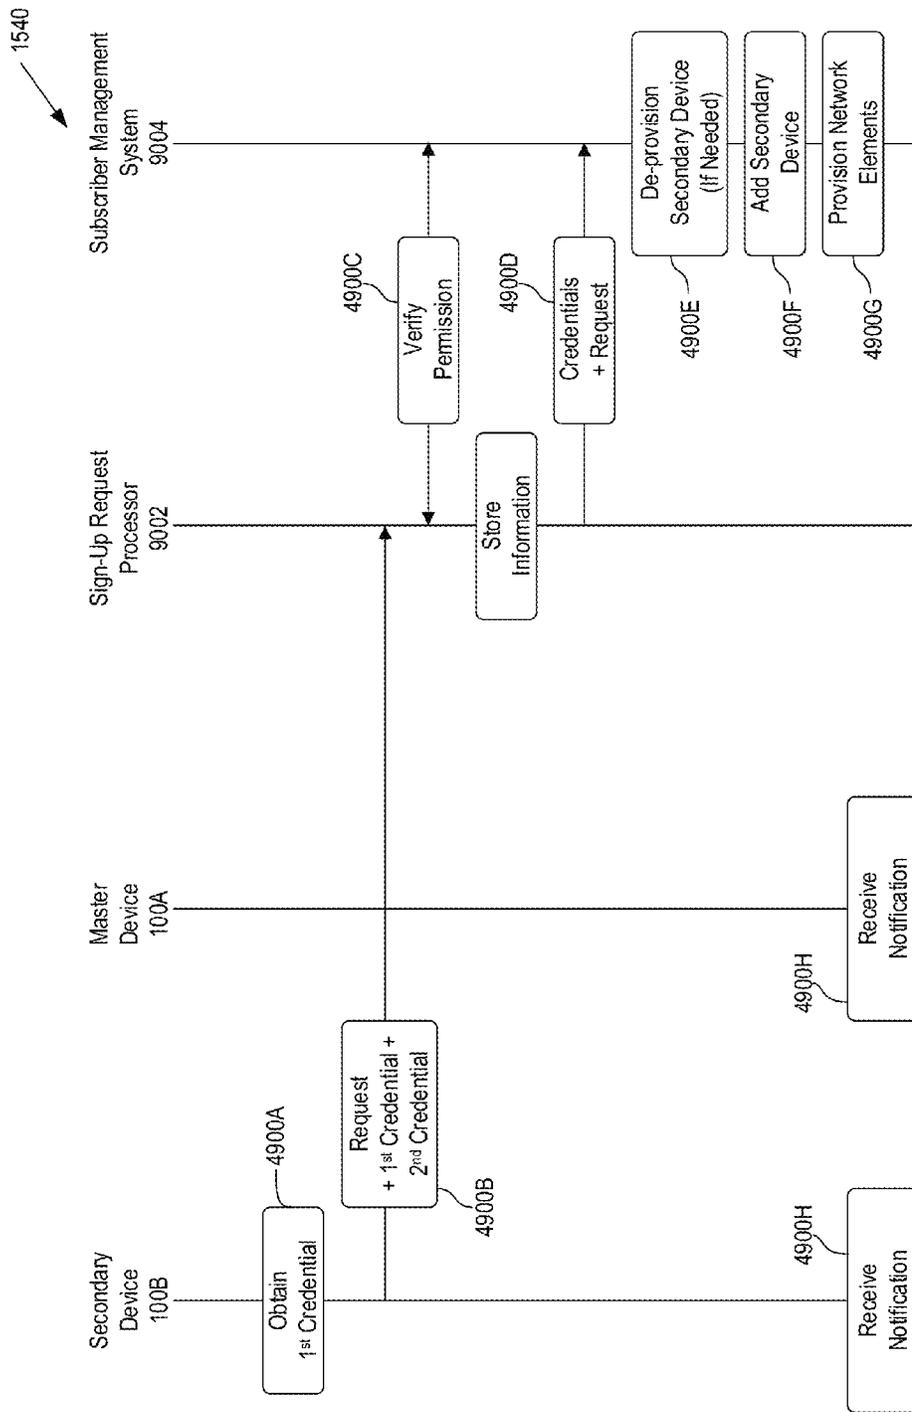 1540
Secondary
Device
100B
Master
Device
100A
Sign-Up Request
Processor
9002
Subscriber Management
System
9004
Obtain
1st Credential
4900A
Request
+ 1st Credential +
2nd Credential
4900B
Verify
Permission
4900C
Store
Information
Credentials
+ Request
4900D
De-provision
Secondary Device
(If Needed)
4900E
Add Secondary
Device
4900F
Provision Network
Elements
4900G
Receive
Notification
4900H
Receive
Notification
4900H